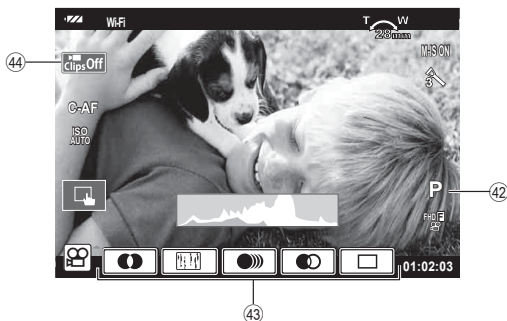 Wi-Fi
T W
28mm
44
Clips Off
M-IS ON
3
C-AF
ISO
AUTO
P
42
FHD F
01:02:03
43